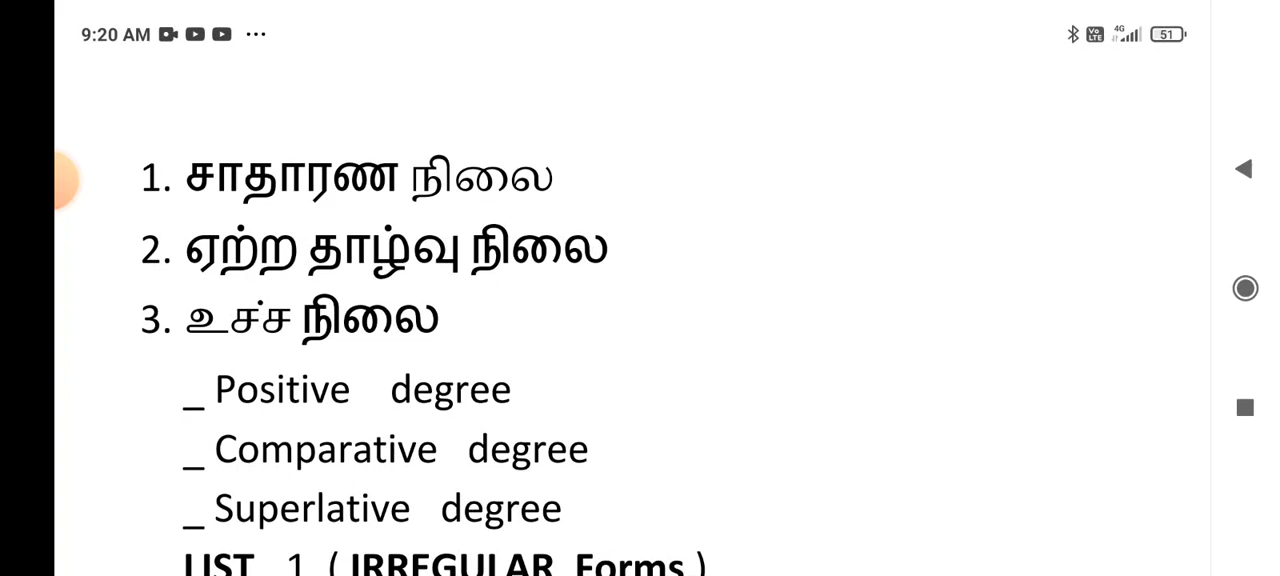 9:20 AM ...
4G 51
1. சாதாரண நிலை
2. ஏற்ற தாழ்வு நிலை
3. உச்ச நிலை
_ Positive degree
_ Comparative degree
_ Superlative degree
LIST 1 ( IRREGULAR Forms )